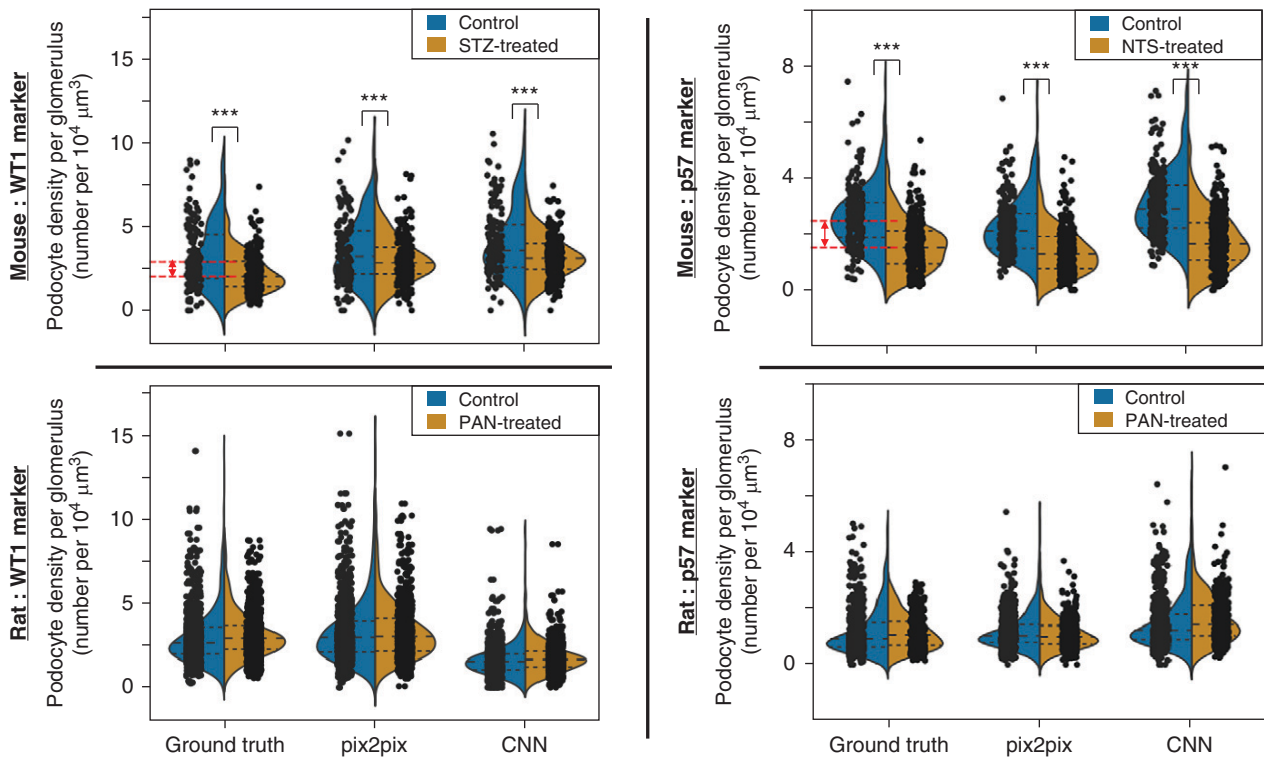 Mouse : WT1 marker
Podocyte density per glomerulus
(number per 10⁴ μm³)
15
10
5
0
Control
STZ-treated
***
***
***
Mouse : p57 marker
Podocyte density per glomerulus
(number per 10⁴ μm³)
8
4
0
Control
NTS-treated
***
***
***
Rat : WT1 marker
Podocyte density per glomerulus
(number per 10⁴ μm³)
15
10
5
0
Control
PAN-treated
Ground truth
pix2pix
CNN
Rat : p57 marker
Podocyte density per glomerulus
(number per 10⁴ μm³)
8
4
0
Control
PAN-treated
Ground truth
pix2pix
CNN